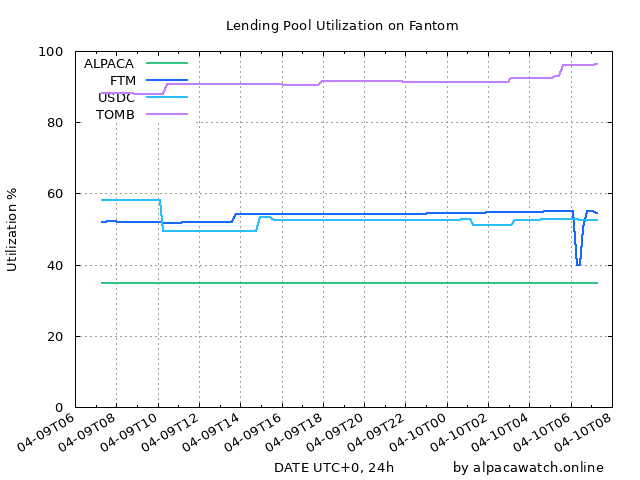 Lending Pool Utilization on Fantom
ALPACA
FTM
USDC
TOMB
Utilization %
100
80
60
40
20
0
04-09T06
04-09T08
04-09T10
04-09T12
04-09T14
04-09T16
04-09T18
04-09T20
04-09T22
04-10T00
04-10T02
04-10T04
04-10T06
04-10T08
DATE UTC+0, 24h
by alpacawatch.online